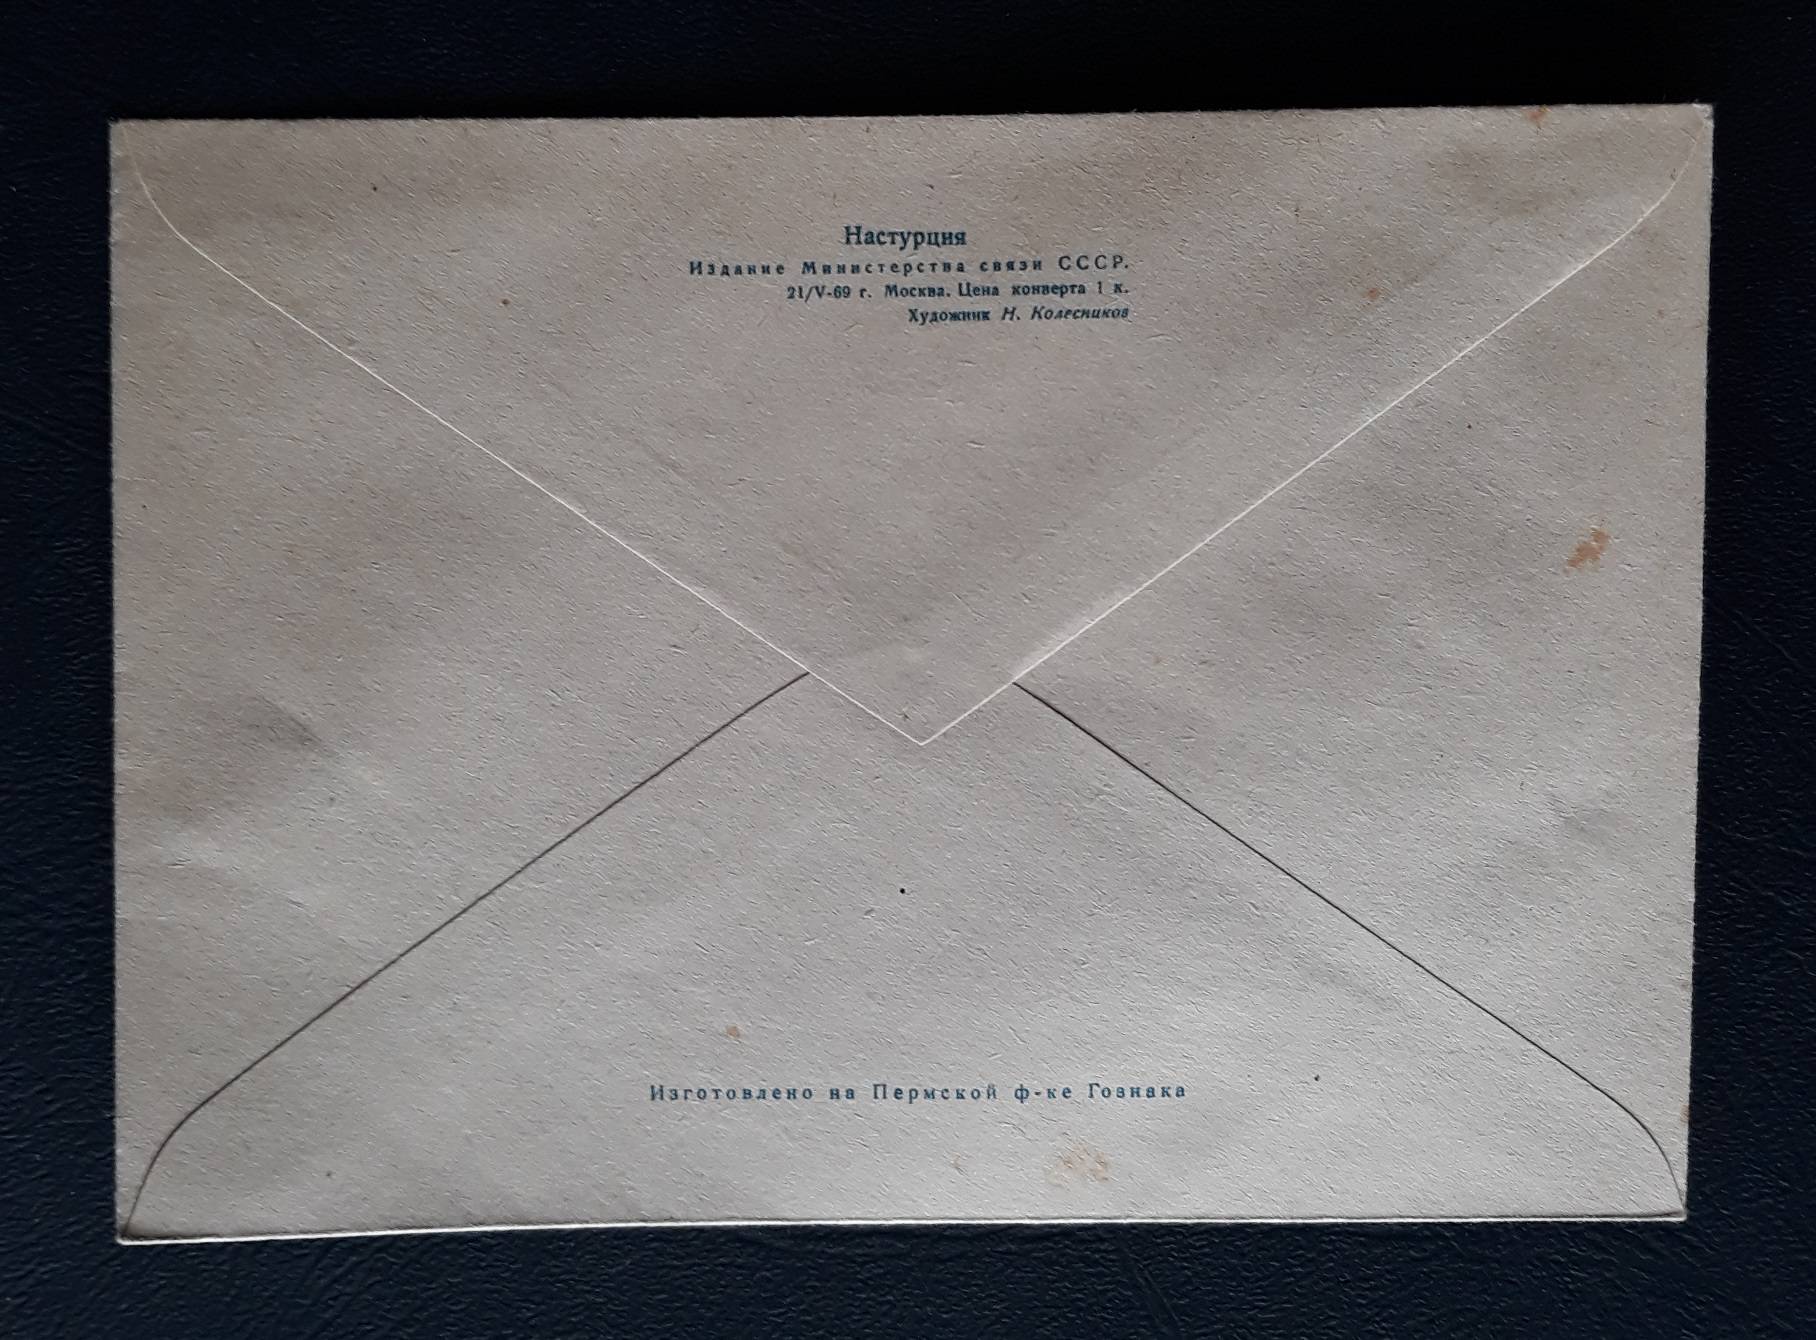 Настурция
Издание Министерства связи СССР.
21/V-69 г. Москва. Цена конверта 1 к.
Художник Н. Колесников
Изготовлено на Пермской ф-ке Гознака